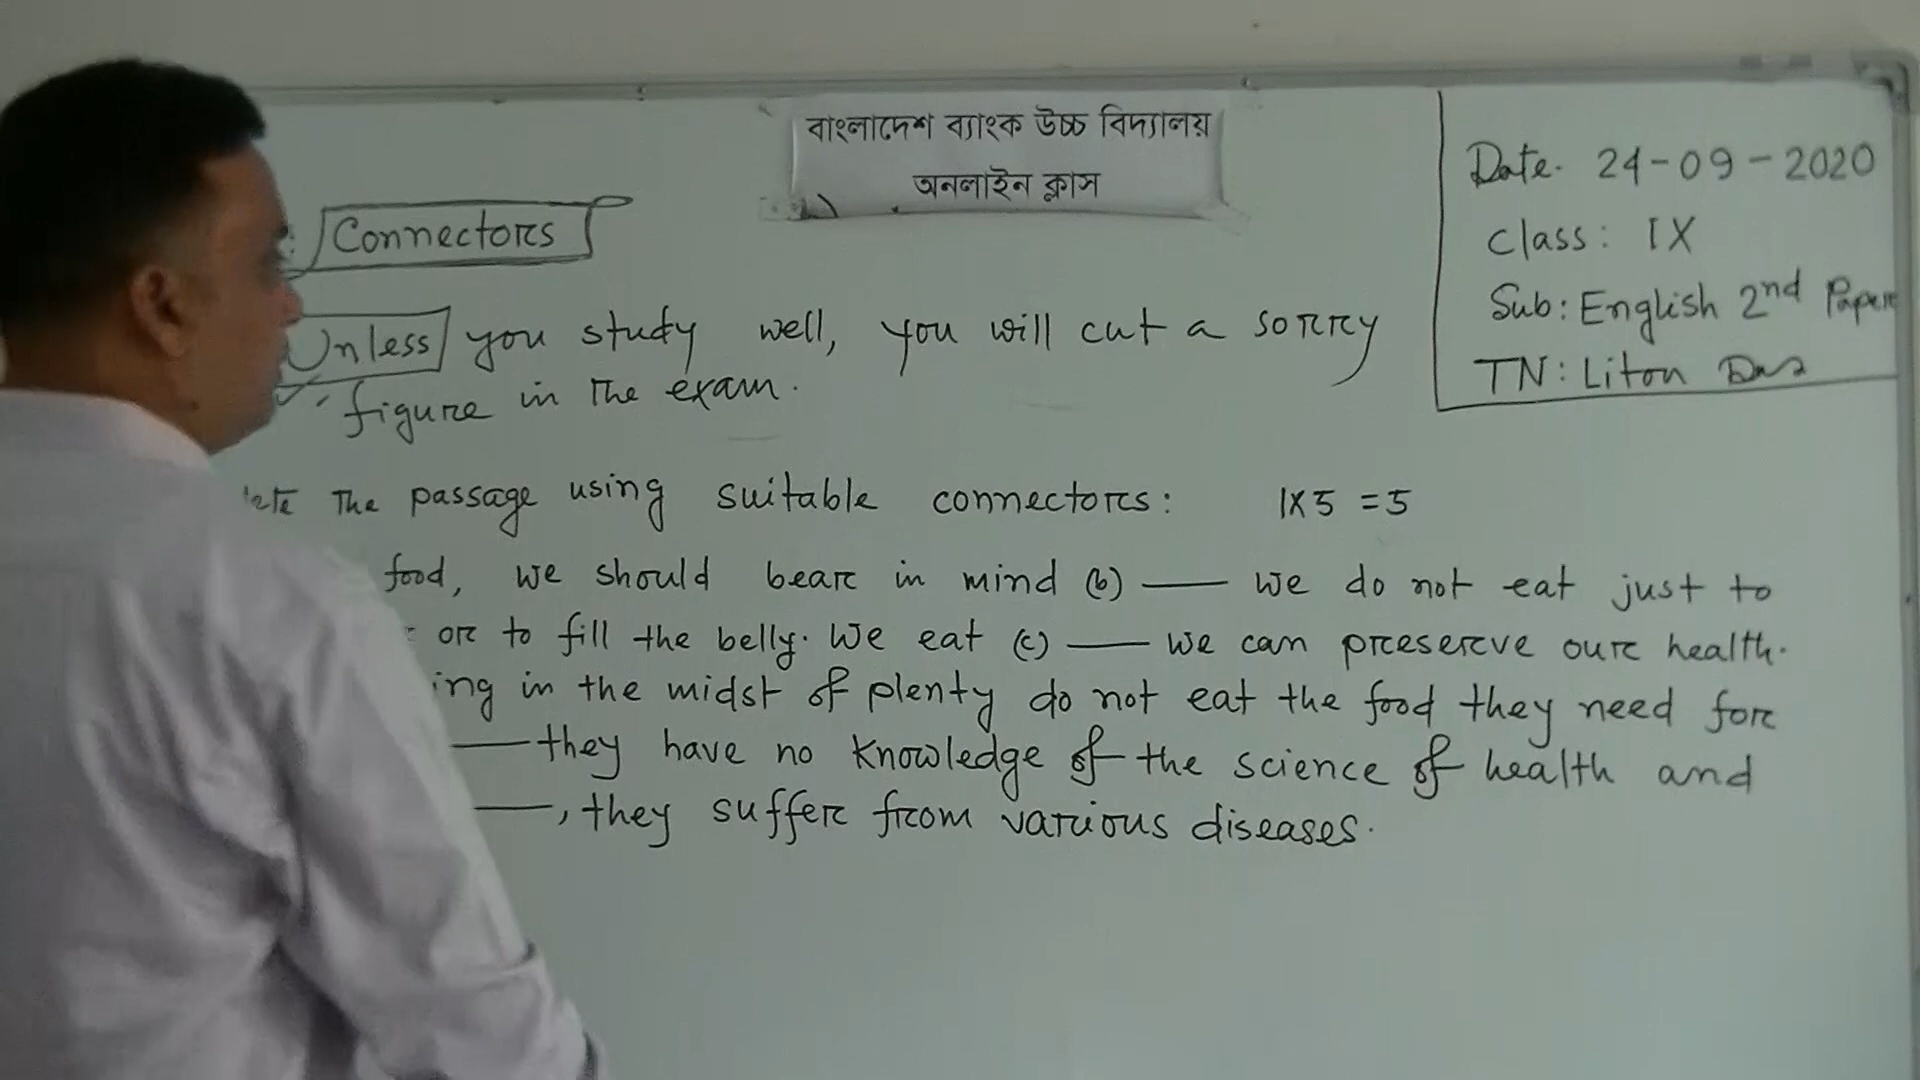 বাংলাদেশ ব্যাংক উচ্চ বিদ্যালয়
অনলাইন ক্লাস
Date. 24-09-2020
Class: IX
Sub: English 2nd Paper
TN: Liton Das
: Connectors
Unless you study well, you will cut a sorry
figure in the exam.
the passage using suitable connectors: 1x5 =5
food, we should bear in mind (b) — we do not eat just to
or to fill the belly. We eat (c) — we can preserve our health.
ing in the midst of plenty do not eat the food they need for
— they have no knowledge of the science of health and
—, they suffer from various diseases.